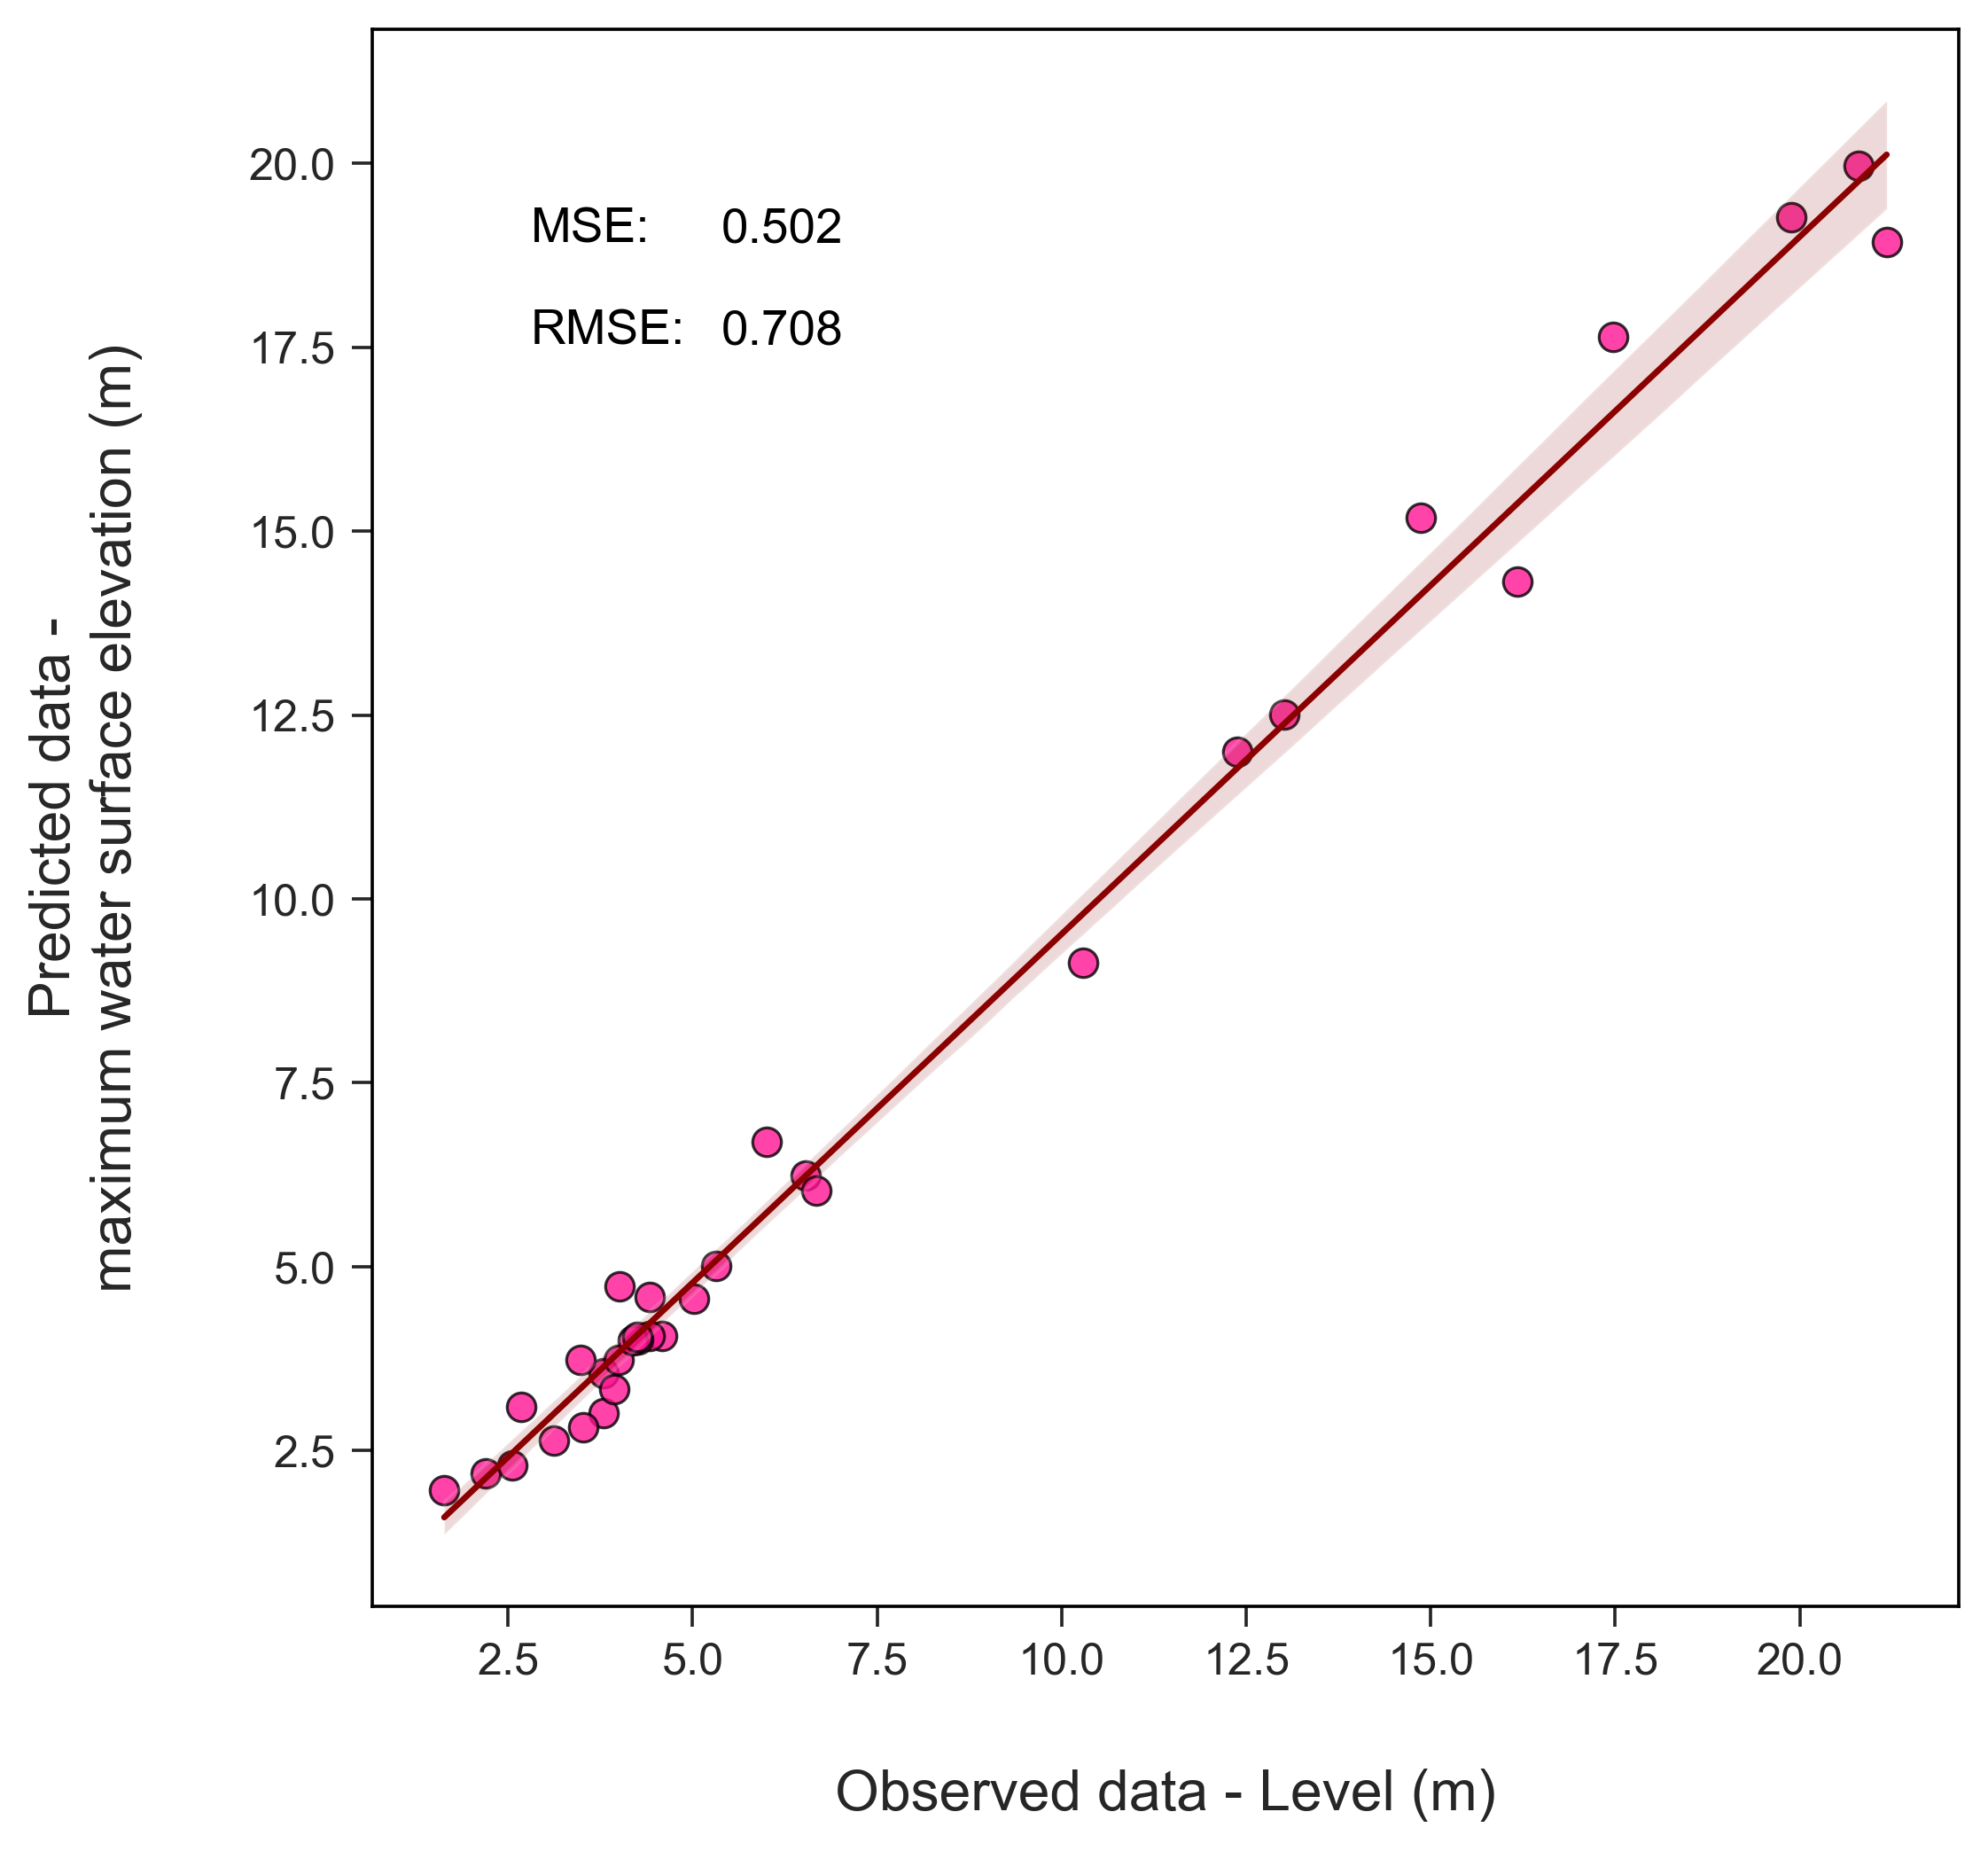 Predicted data -
maximum water surface elevation (m)
20.0
17.5
15.0
12.5
10.0
7.5
5.0
2.5
MSE: 0.502
RMSE: 0.708
2.5 5.0 7.5 10.0 12.5 15.0 17.5 20.0
Observed data - Level (m)